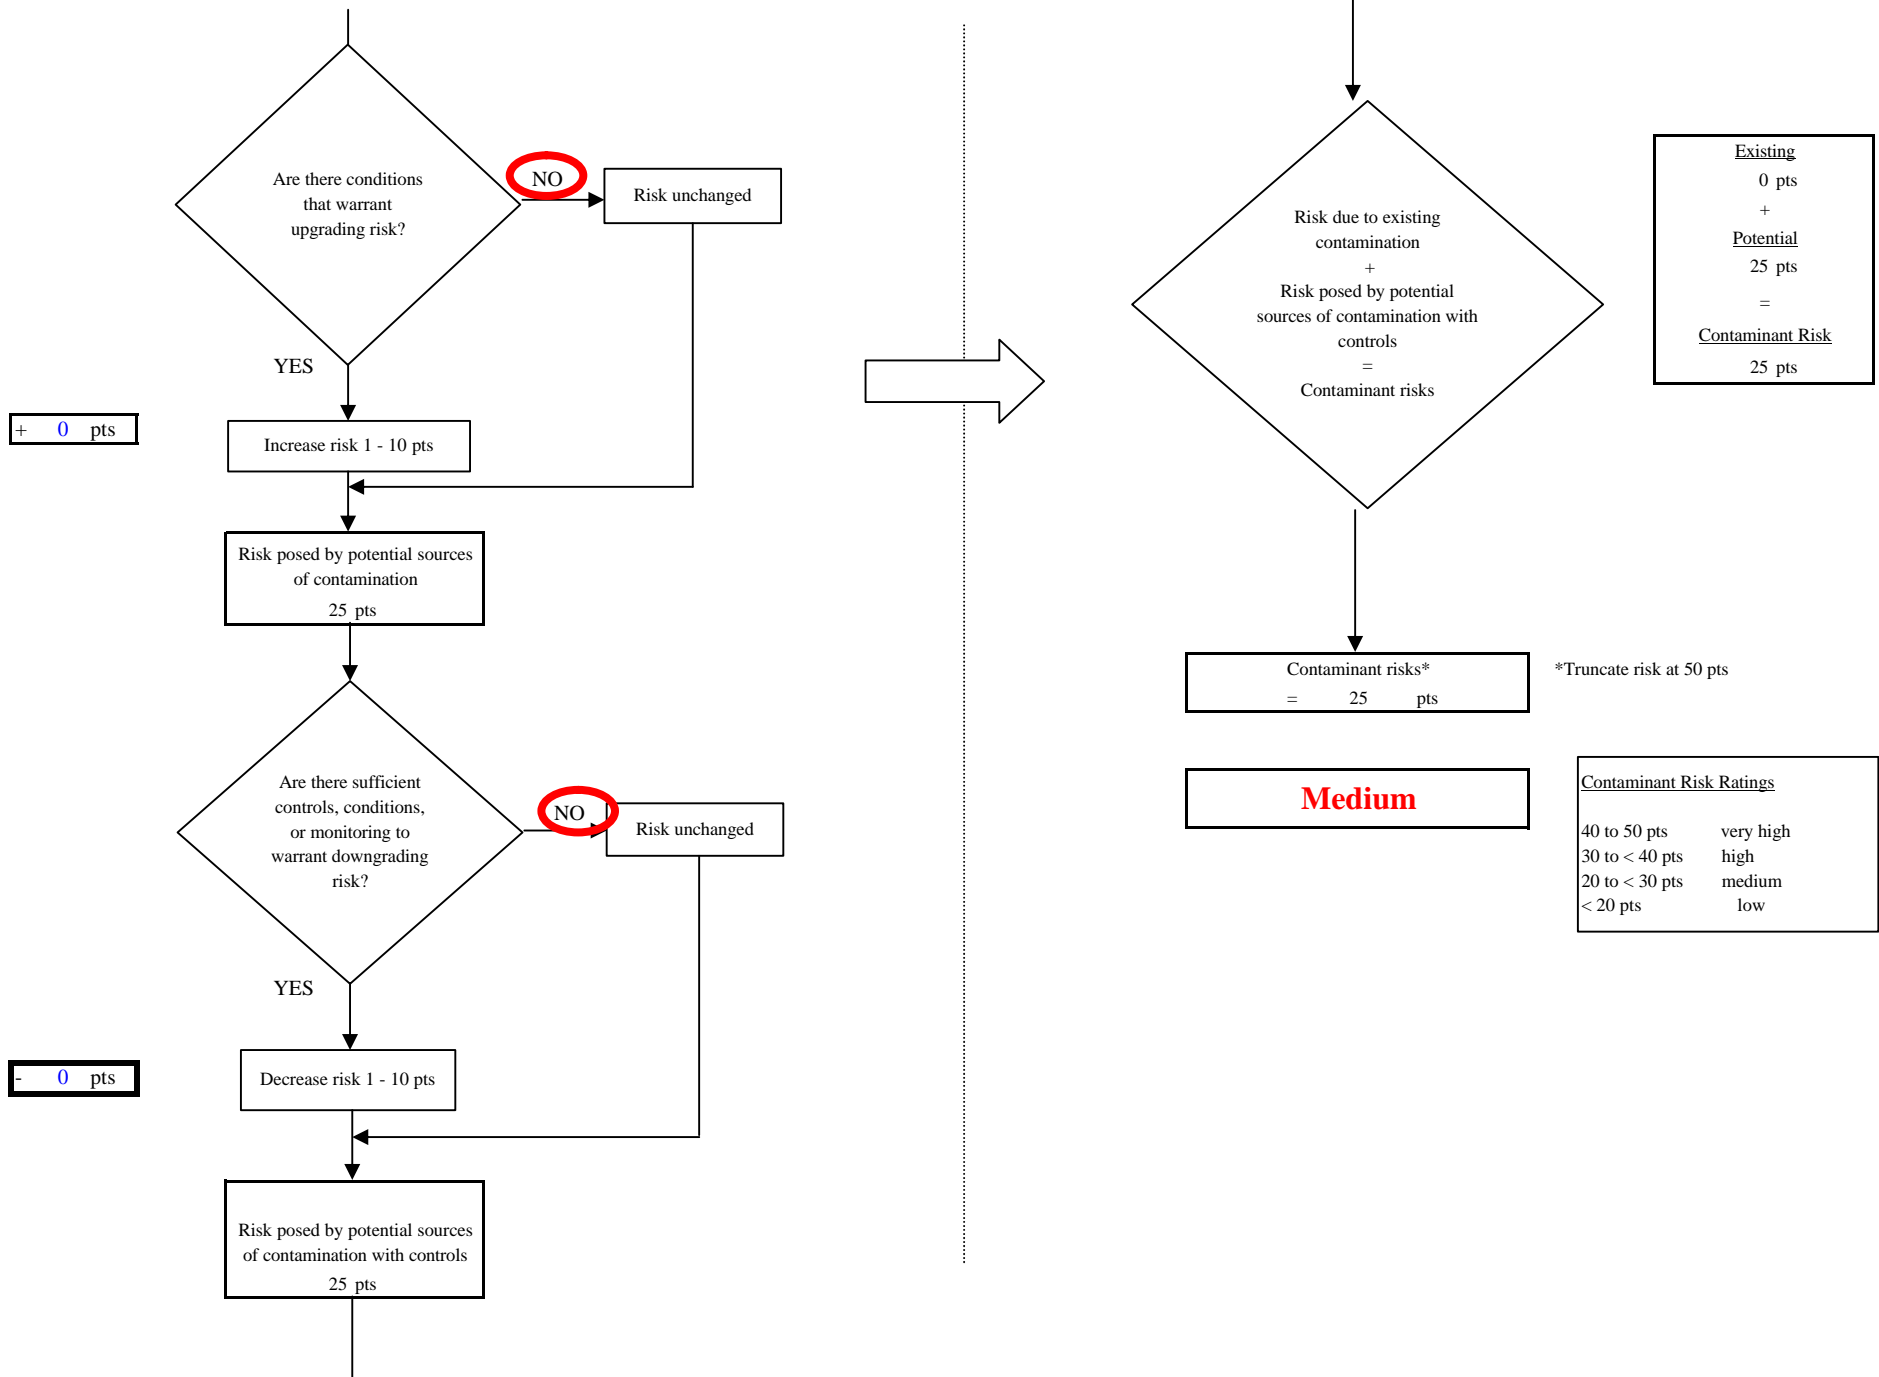 Are there conditions
that warrant
upgrading risk?
NO
Risk unchanged
YES
+ 0 pts
Increase risk 1 - 10 pts
Risk posed by potential sources
of contamination
25 pts
Are there sufficient
controls, conditions,
or monitoring to
warrant downgrading
risk?
NO
Risk unchanged
YES
- 0 pts
Decrease risk 1 - 10 pts
Risk posed by potential sources
of contamination with controls
25 pts
Risk due to existing
contamination
+
Risk posed by potential
sources of contamination with
controls
=
Contaminant risks
Existing
0 pts
+
Potential
25 pts
=
Contaminant Risk
25 pts
Contaminant risks*
= 25 pts
*Truncate risk at 50 pts
Medium
Contaminant Risk Ratings
40 to 50 pts very high
30 to < 40 pts high
20 to < 30 pts medium
< 20 pts low